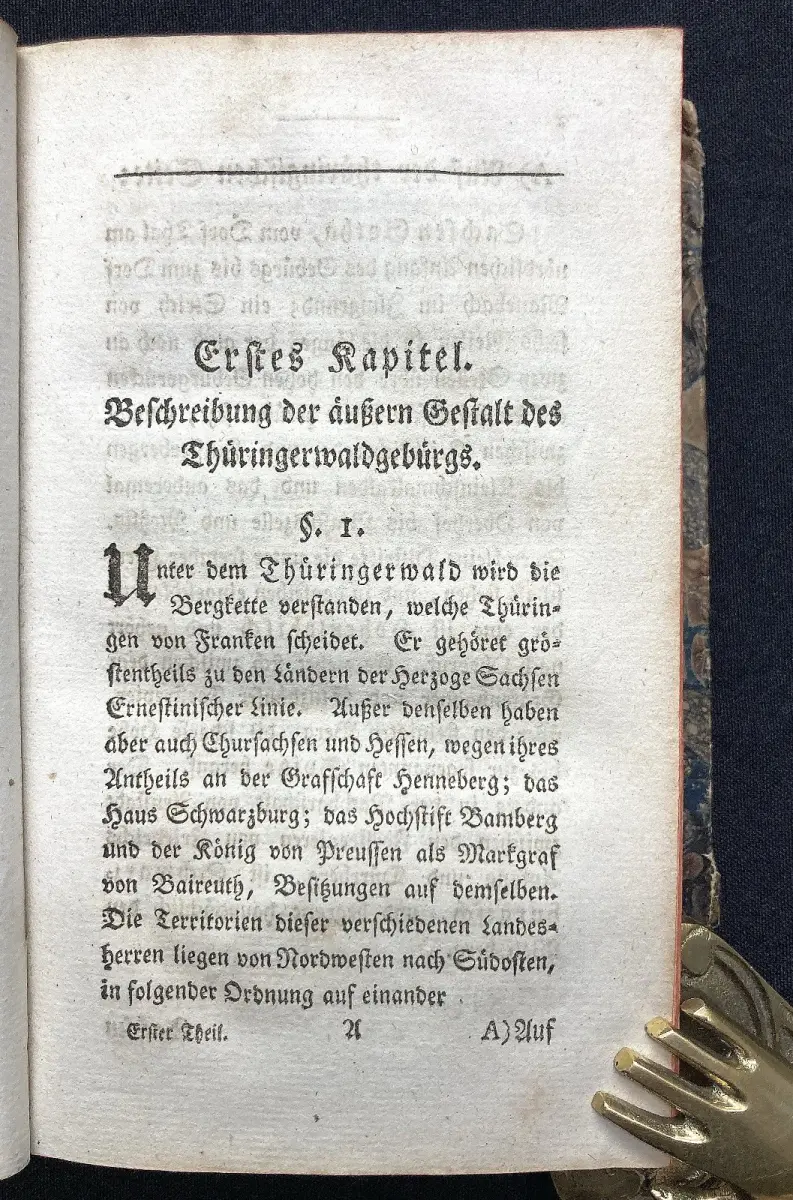 Erstes Kapitel.
Beschreibung der äußern Gestalt des
Thüringerwaldgebürgs.
§. 1.
Unter dem Thüringerwald wird die
Bergkette verstanden, welche Thürin-
gen von Franken scheidet. Er gehöret grö-
stentheils zu den Ländern der Herzoge Sachsen
Ernestinischer Linie. Außer denselben haben
aber auch Chursachsen und Hessen, wegen ihres
Antheils an der Grafschaft Henneberg; das
Haus Schwarzburg; das Hochstift Bamberg
und der König von Preussen als Markgraf
von Baireuth, Besitzungen auf demselben.
Die Territorien dieser verschiedenen Landes-
herren liegen von Nordwesten nach Südosten,
in folgender Ordnung auf einander
Erster Theil. A A) Auf